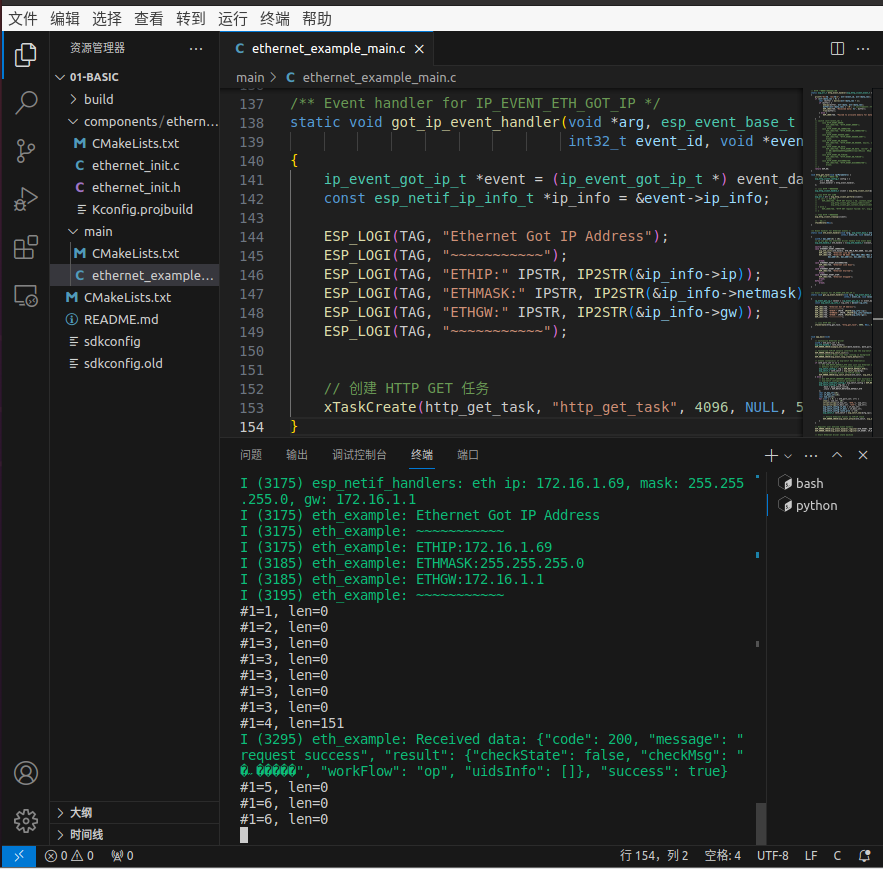 文件 编辑 选择 查看 转到 运行 终端 帮助
资源管理器 ···
01-BASIC
build
components / ethern...
CMakeLists.txt
ethernet_init.c
ethernet_init.h
Kconfig.projbuild
main
CMakeLists.txt
ethernet_example...
CMakeLists.txt
README.md
sdkconfig
sdkconfig.old
大纲
时间线
ethernet_example_main.c
main > C ethernet_example_main.c
137 /** Event handler for IP_EVENT_ETH_GOT_IP */
138 static void got_ip_event_handler(void *arg, esp_event_base_t
139 int32_t event_id, void *even
140 {
141 ip_event_got_ip_t *event = (ip_event_got_ip_t *) event_da
142 const esp_netif_ip_info_t *ip_info = &event->ip_info;
143
144 ESP_LOGI(TAG, "Ethernet Got IP Address");
145 ESP_LOGI(TAG, "~~~~~~~~~~~");
146 ESP_LOGI(TAG, "ETHIP:" IPSTR, IP2STR(&ip_info->ip));
147 ESP_LOGI(TAG, "ETHMASK:" IPSTR, IP2STR(&ip_info->netmask)
148 ESP_LOGI(TAG, "ETHGW:" IPSTR, IP2STR(&ip_info->gw));
149 ESP_LOGI(TAG, "~~~~~~~~~~~");
150
151
152 // 创建 HTTP GET 任务
153 xTaskCreate(http_get_task, "http_get_task", 4096, NULL, 5
154 }
问题 输出 调试控制台 终端 端口
bash
python
I (3175) esp_netif_handlers: eth ip: 172.16.1.69, mask: 255.255
.255.0, gw: 172.16.1.1
I (3175) eth_example: Ethernet Got IP Address
I (3175) eth_example: ~~~~~~~~~~~
I (3175) eth_example: ETHIP:172.16.1.69
I (3185) eth_example: ETHMASK:255.255.255.0
I (3185) eth_example: ETHGW:172.16.1.1
I (3195) eth_example: ~~~~~~~~~~~
#1=1, len=0
#1=2, len=0
#1=3, len=0
#1=3, len=0
#1=3, len=0
#1=3, len=0
#1=3, len=0
#1=4, len=151
I (3295) eth_example: Received data: {"code": 200, "message": "
request success", "result": {"checkState": false, "checkMsg": "
", "workFlow": "op", "uidsInfo": []}, "success": true}
#1=5, len=0
#1=6, len=0
#1=6, len=0
0 0 0 行 154，列 2 空格: 4 UTF-8 LF C